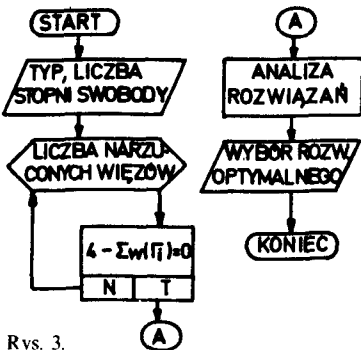 START
TYP, LICZBA
STOPNI SWOBODY
LICZBA NARZU-
CONYCH WIĘZÓW
4 - Σw(Γi)=0
N T
A
A
ANALIZA
ROZWIĄZAŃ
WYBÓR ROZW.
OPTYMALNEGO
KONIEC
Rys. 3.